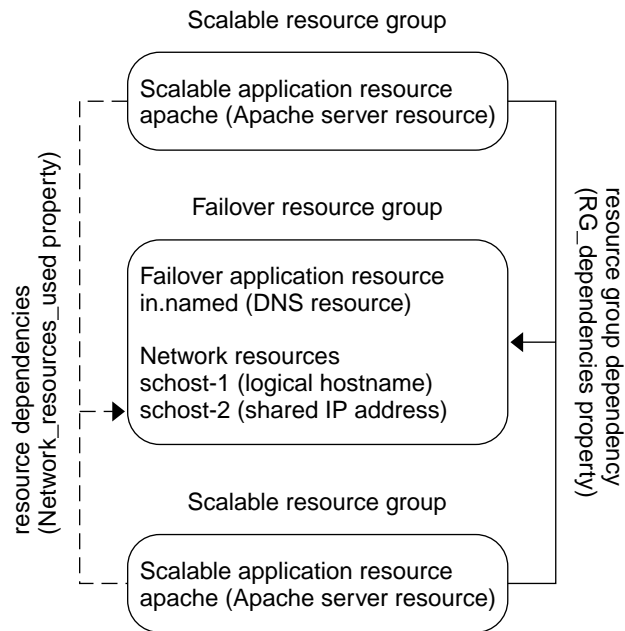 Scalable resource group
Scalable application resource
apache (Apache server resource)
Failover resource group
Failover application resource
in.named (DNS resource)
Network resources
schost-1 (logical hostname)
schost-2 (shared IP address)
Scalable resource group
Scalable application resource
apache (Apache server resource)
resource dependencies
(Network_resources_used property)
resource group dependency
(RG_dependencies property)